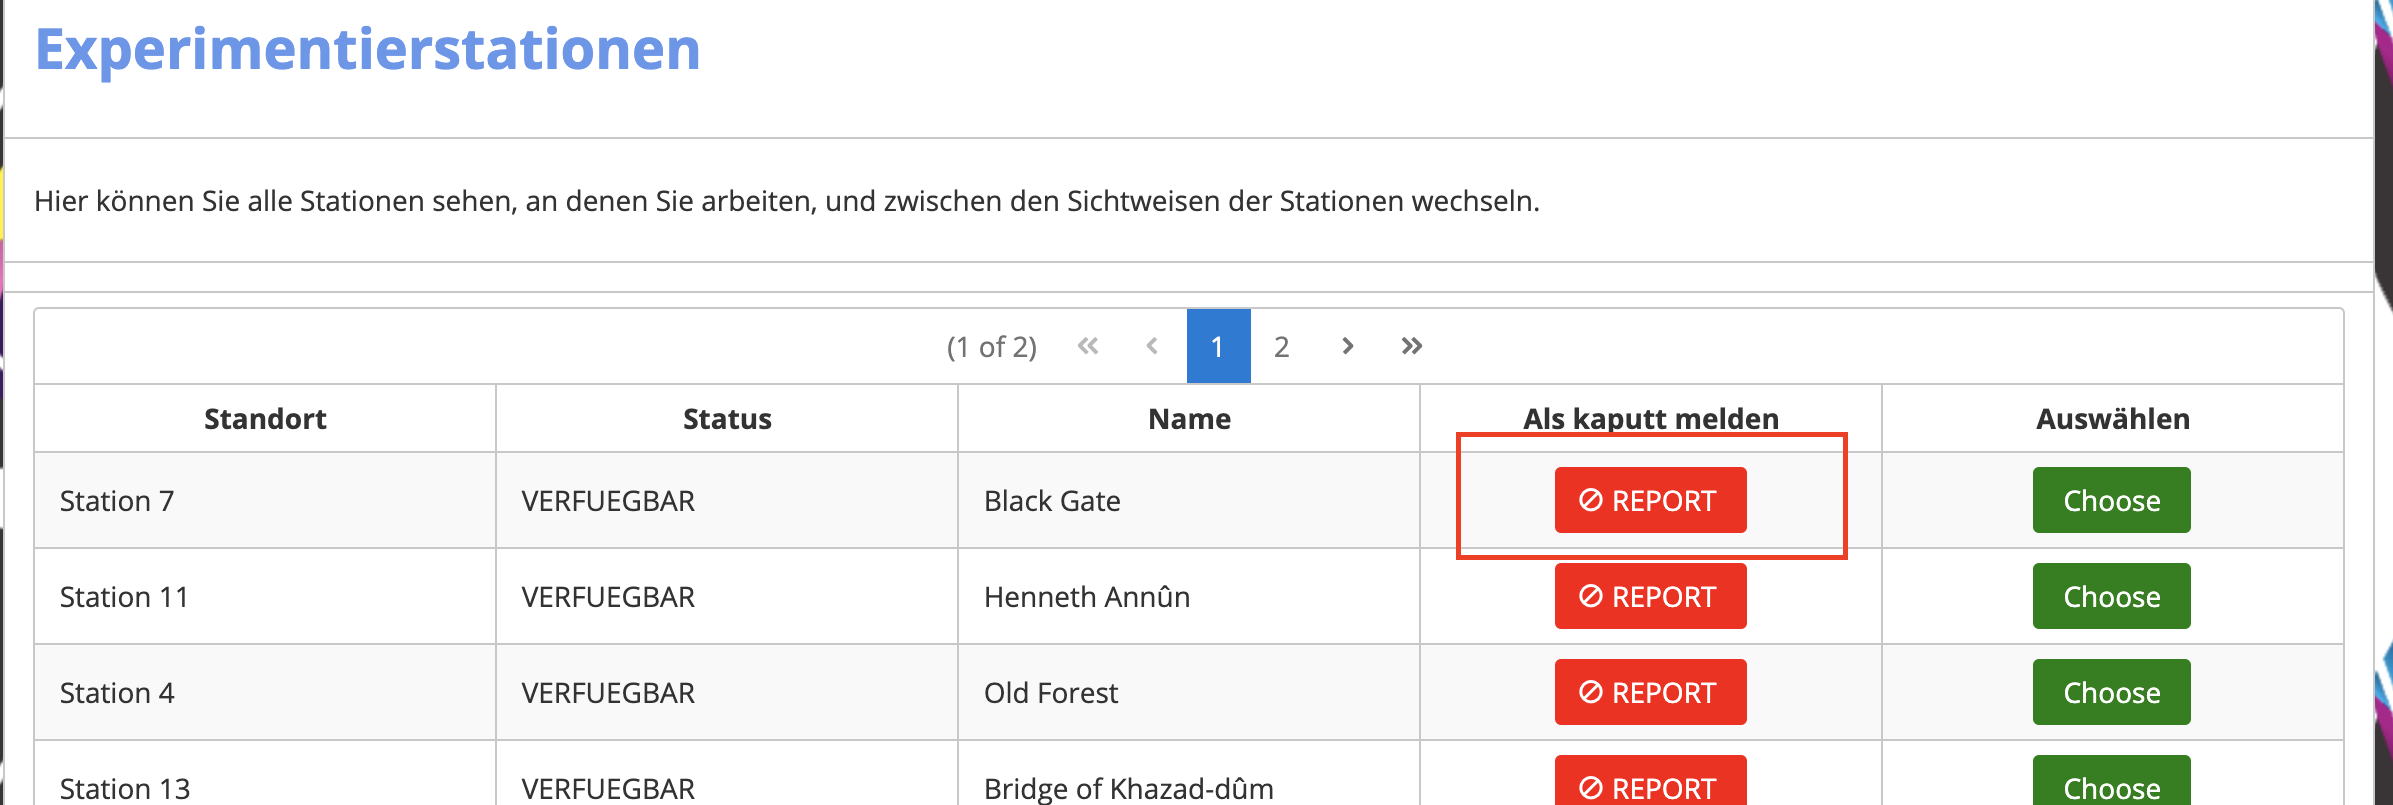 Experimentierstationen
Hier können Sie alle Stationen sehen, an denen Sie arbeiten, und zwischen den Sichtweisen der Stationen wechseln.
(1 of 2) « ‹ 1 2 › »
Standort Status Name Als kaputt melden Auswählen
Station 7 VERFUEGBAR Black Gate REPORT Choose
Station 11 VERFUEGBAR Henneth Annûn REPORT Choose
Station 4 VERFUEGBAR Old Forest REPORT Choose
Station 13 VERFUEGBAR Bridge of Khazad-dûm REPORT Choose